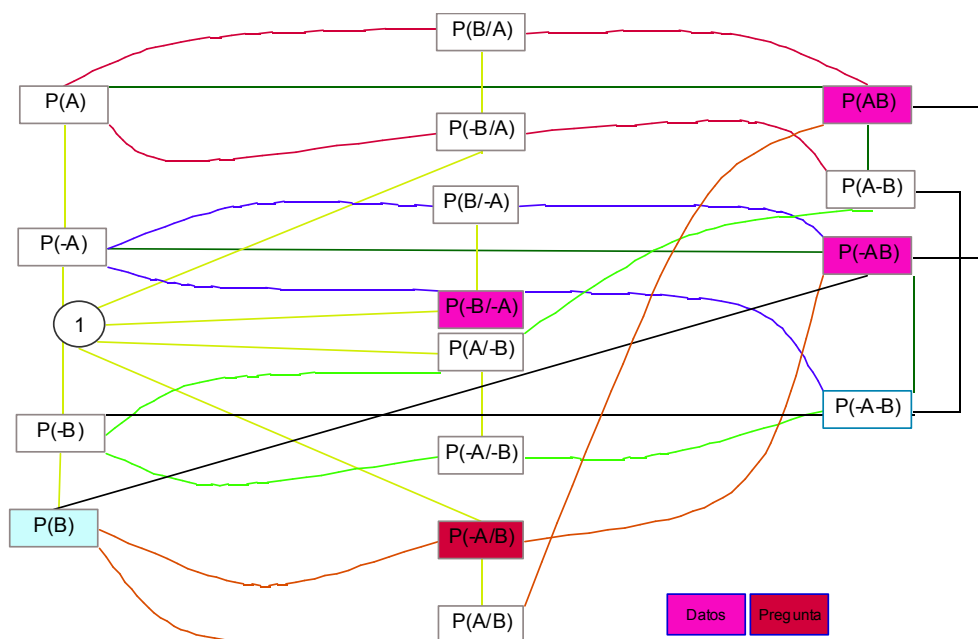 P(B/A)
P(A)
P(AB)
P(-B/A)
P(A-B)
P(B/-A)
P(-A)
P(-AB)
P(-B/-A)
1
P(A/-B)
P(-A-B)
P(-B)
P(-A/-B)
P(B)
P(-A/B)
P(A/B)
Datos
Pregunta